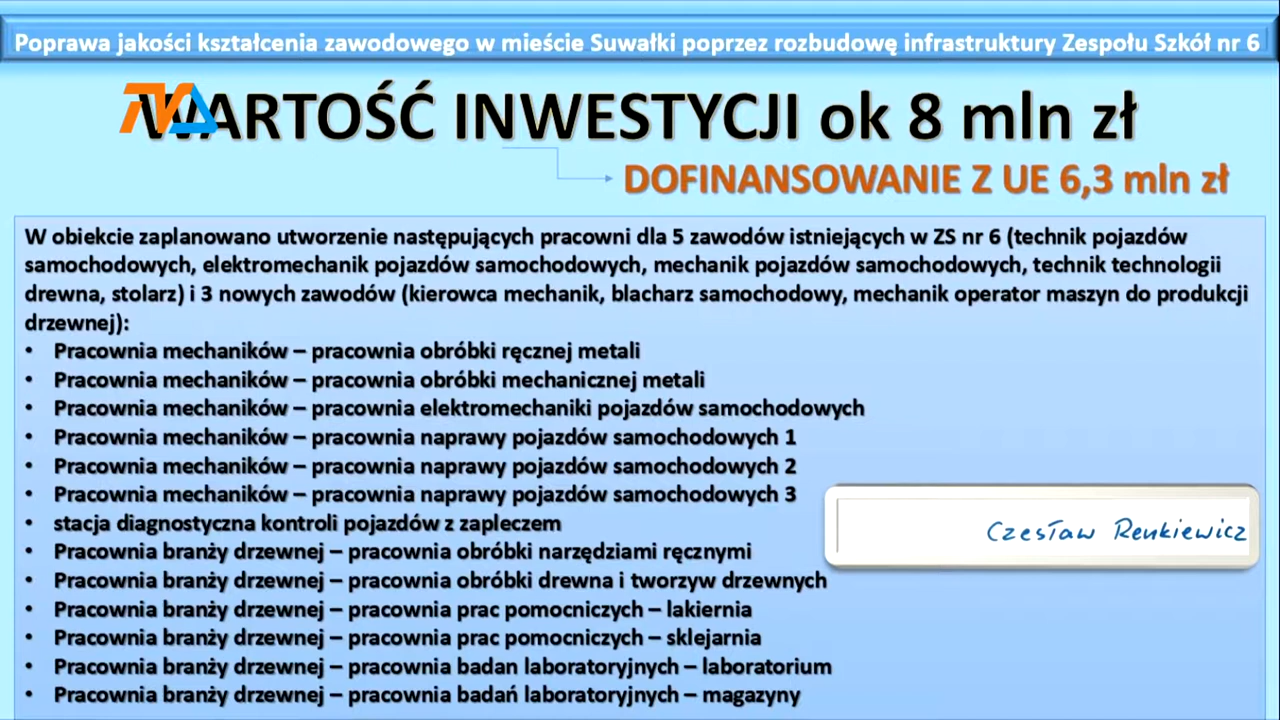 Poprawa jakości kształcenia zawodowego w mieście Suwałki poprzez rozbudowę infrastruktury Zespołu Szkół nr 6
WARTOŚĆ INWESTYCJI ok 8 mln zł
DOFINANSOWANIE Z UE 6,3 mln zł
W obiekcie zaplanowano utworzenie następujących pracowni dla 5 zawodów istniejących w ZS nr 6 (technik pojazdów
samochodowych, elektromechanik pojazdów samochodowych, mechanik pojazdów samochodowych, technik technologii
drewna, stolarz) i 3 nowych zawodów (kierowca mechanik, blacharz samochodowy, mechanik operator maszyn do produkcji
drzewnej):
• Pracownia mechaników – pracownia obróbki ręcznej metali
• Pracownia mechaników – pracownia obróbki mechanicznej metali
• Pracownia mechaników – pracownia elektromechaniki pojazdów samochodowych
• Pracownia mechaników – pracownia naprawy pojazdów samochodowych 1
• Pracownia mechaników – pracownia naprawy pojazdów samochodowych 2
• Pracownia mechaników – pracownia naprawy pojazdów samochodowych 3
• stacja diagnostyczna kontroli pojazdów z zapleczem
• Pracownia branży drzewnej – pracownia obróbki narzędziami ręcznymi
• Pracownia branży drzewnej – pracownia obróbki drewna i tworzyw drzewnych
• Pracownia branży drzewnej – pracownia prac pomocniczych – lakiernia
• Pracownia branży drzewnej – pracownia prac pomocniczych – sklejarnia
• Pracownia branży drzewnej – pracownia badan laboratoryjnych – laboratorium
• Pracownia branży drzewnej – pracownia badań laboratoryjnych – magazyny
Czesław Renkiewicz